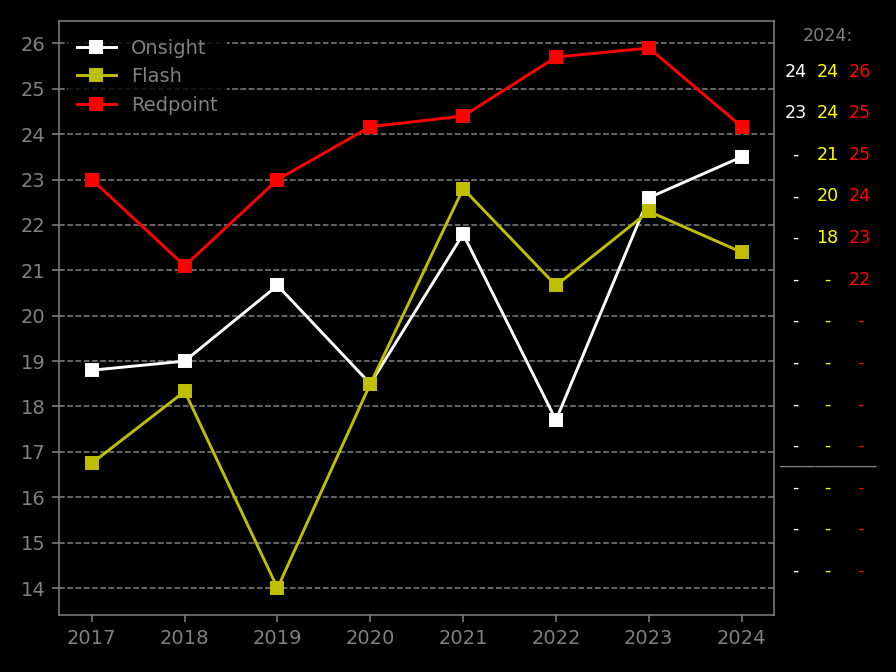 2024:
26
Onsight
24 24 26
Flash
25
Redpoint
23 24 25
24
- 21 25
23
- 20 24
22
- 18 23
21
- - 22
20
- - -
19
- - -
18
- - -
17
- - -
16
- - -
15
- - -
14
- - -
2017 2018 2019 2020 2021 2022 2023 2024